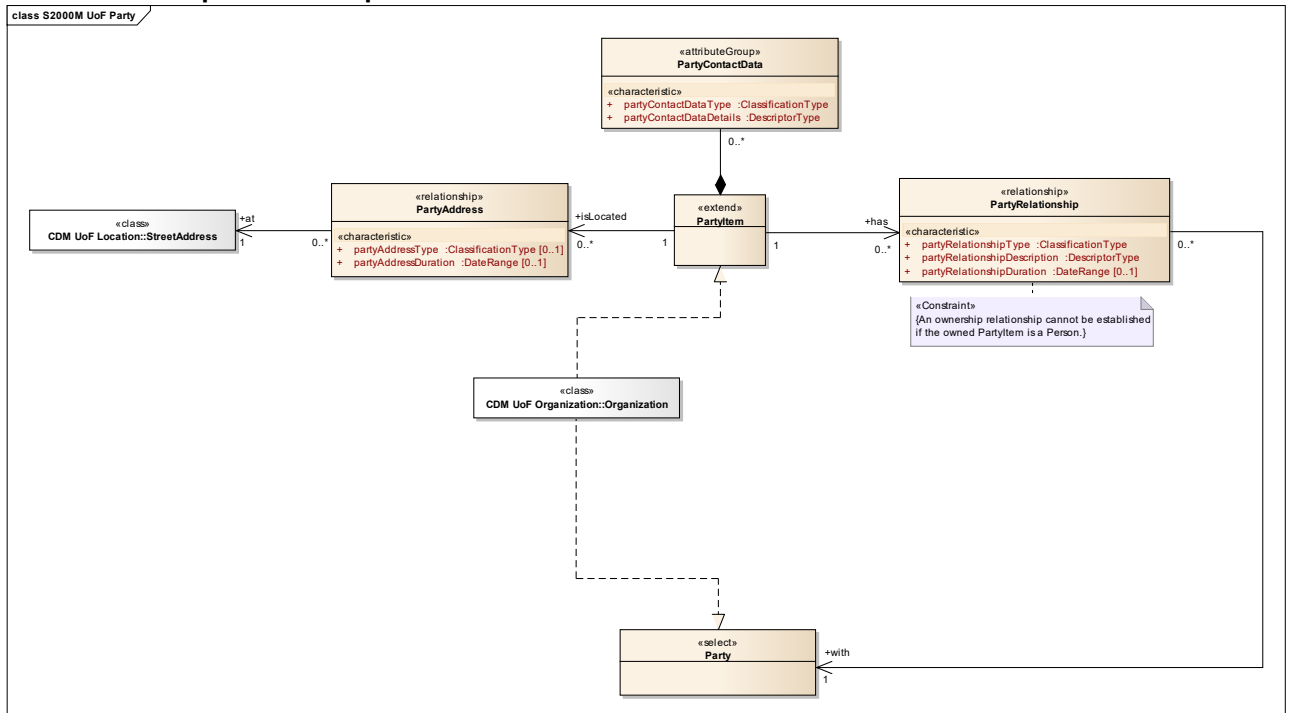 class S2000M UoF Party
«attributeGroup»
PartyContactData
«characteristic»
+ partyContactDataType :ClassificationType
+ partyContactDataDetails :DescriptorType
0..*
«relationship»
PartyAddress
«characteristic»
+ partyAddressType :ClassificationType [0..1]
+ partyAddressDuration :DateRange [0..1]
«class»
CDM UoF Location::StreetAddress
+at
1
0..*
+isLocated
0..*
1
«extend»
PartyItem
1
+has
0..*
«relationship»
PartyRelationship
«characteristic»
+ partyRelationshipType :ClassificationType
+ partyRelationshipDescription :DescriptorType
+ partyRelationshipDuration :DateRange [0..1]
0..*
«Constraint»
{An ownership relationship cannot be established
if the owned PartyItem is a Person.}
«class»
CDM UoF Organization::Organization
«select»
Party
+with
1